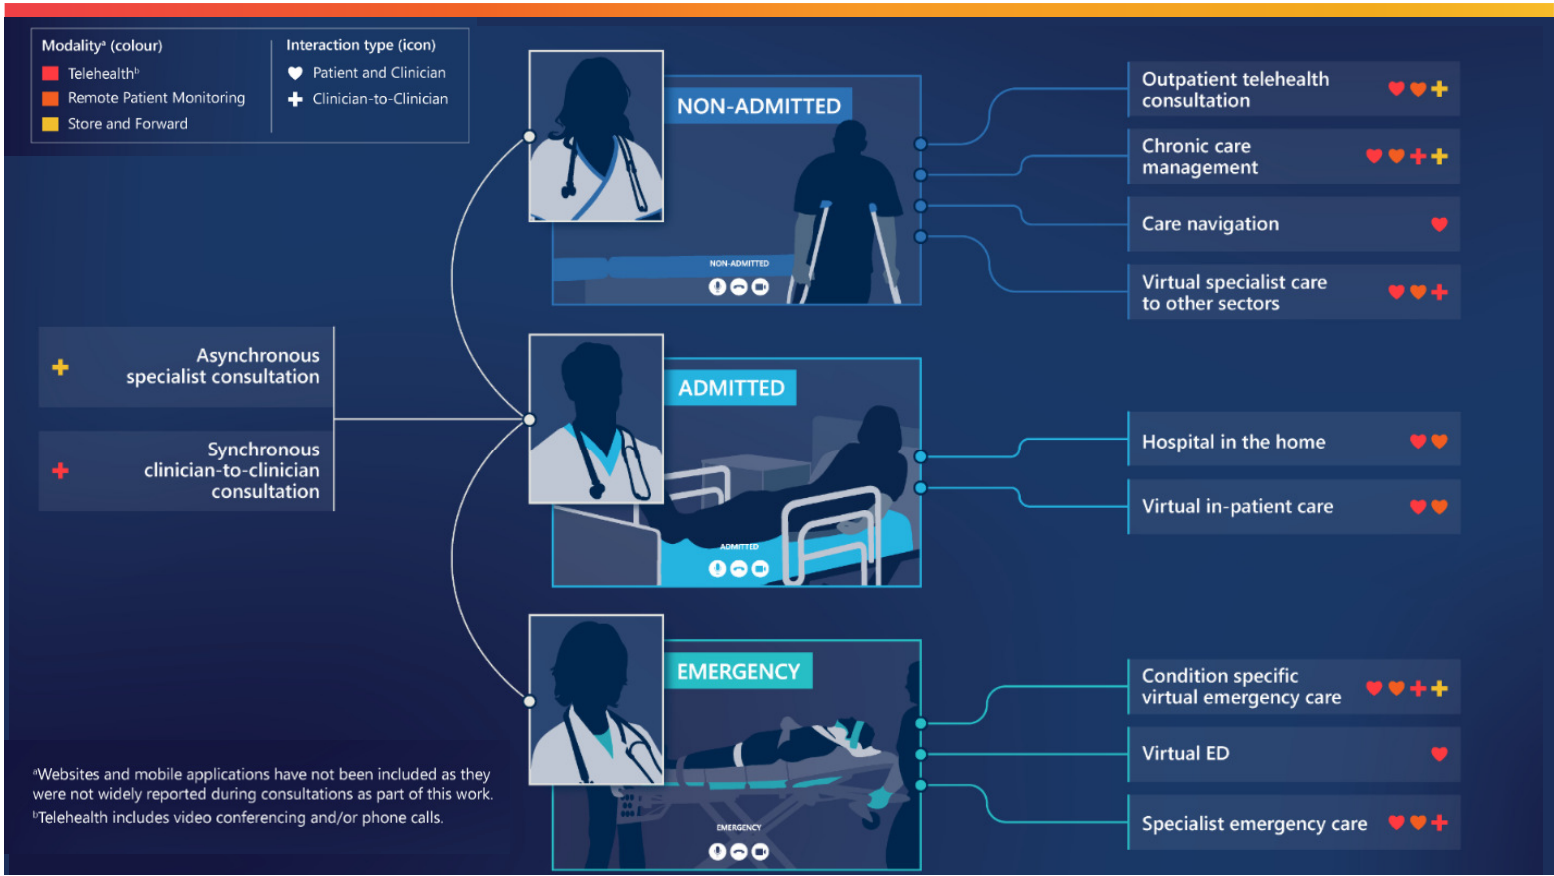 Modalityᵃ (colour)
Telehealthᵇ
Remote Patient Monitoring
Store and Forward
Interaction type (icon)
Patient and Clinician
Clinician-to-Clinician
Asynchronous
specialist consultation
Synchronous
clinician-to-clinician
consultation
NON-ADMITTED
NON-ADMITTED
Outpatient telehealth
consultation
Chronic care
management
Care navigation
Virtual specialist care
to other sectors
ADMITTED
ADMITTED
Hospital in the home
Virtual in-patient care
EMERGENCY
EMERGENCY
Condition specific
virtual emergency care
Virtual ED
Specialist emergency care
ᵃWebsites and mobile applications have not been included as they
were not widely reported during consultations as part of this work.
ᵇTelehealth includes video conferencing and/or phone calls.